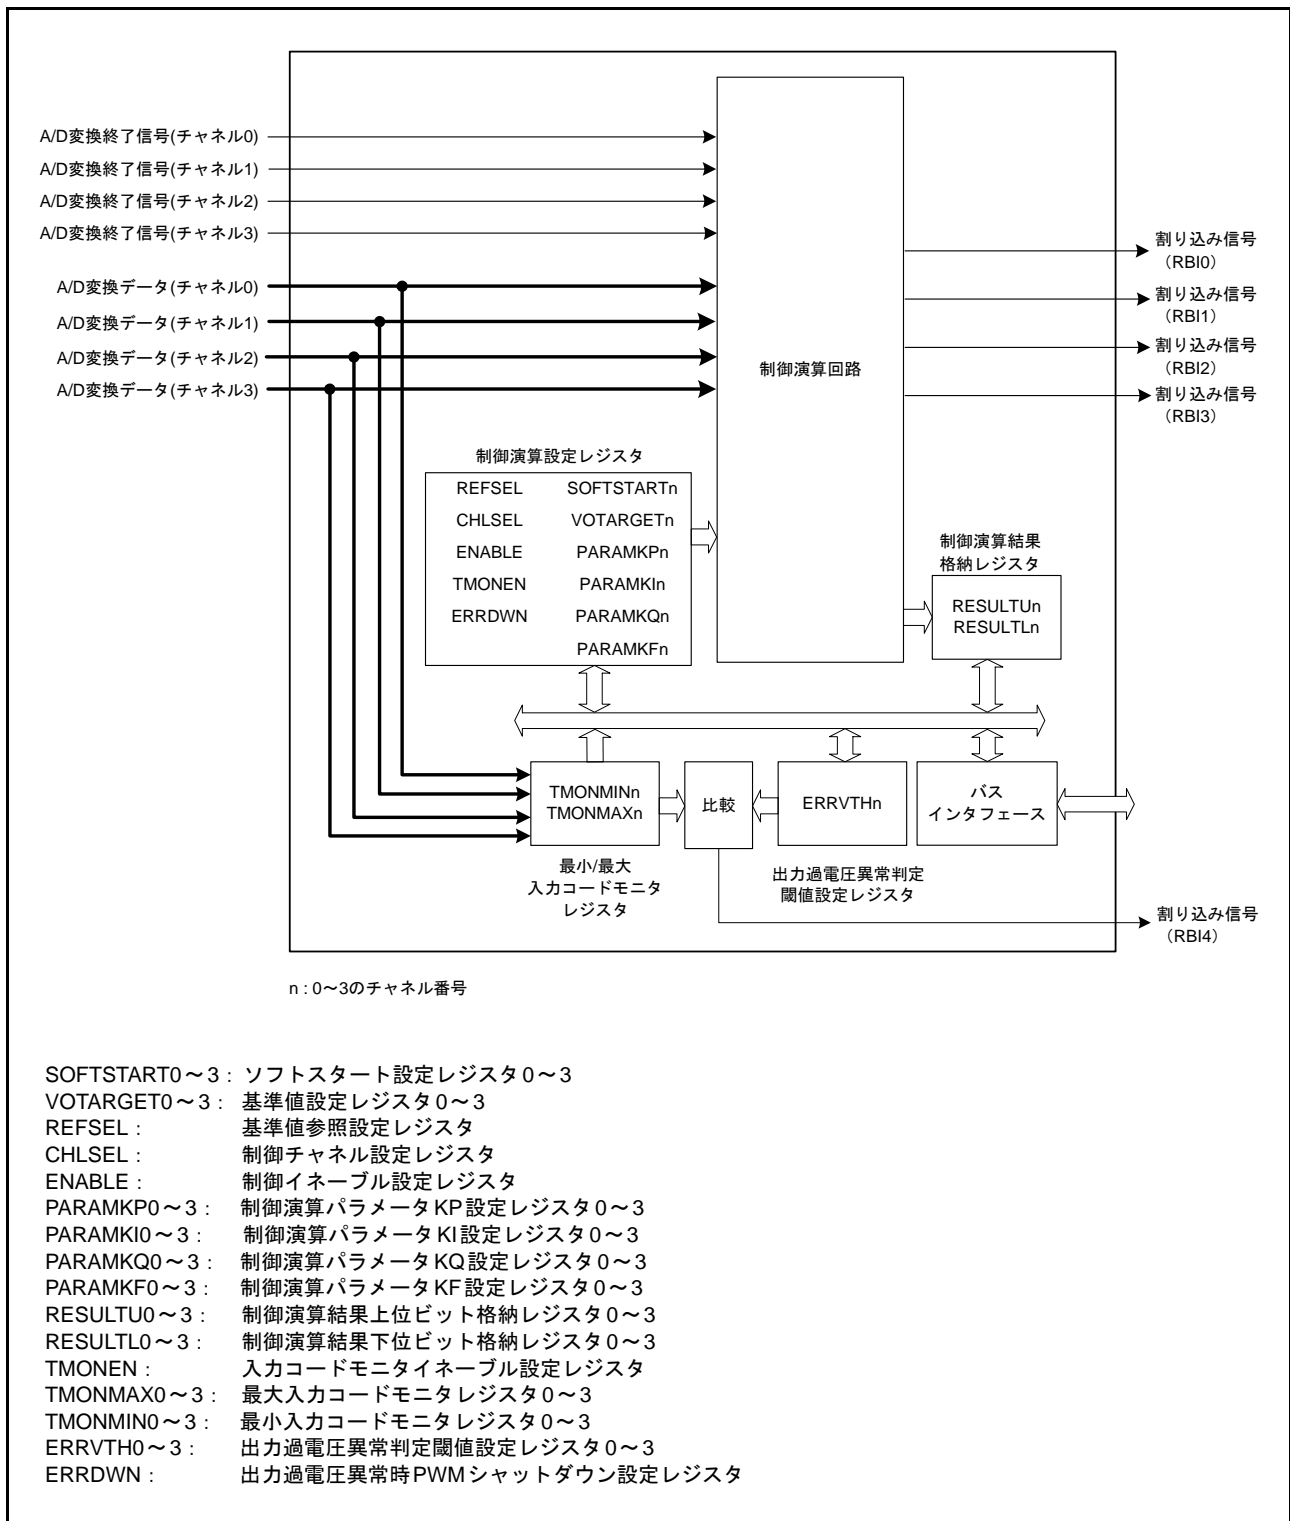 A/D変換終了信号(チャネル0)
A/D変換終了信号(チャネル1)
A/D変換終了信号(チャネル2)
A/D変換終了信号(チャネル3)
A/D変換データ(チャネル0)
A/D変換データ(チャネル1)
A/D変換データ(チャネル2)
A/D変換データ(チャネル3)
制御演算回路
割り込み信号
（RBI0）
割り込み信号
（RBI1）
割り込み信号
（RBI2）
割り込み信号
（RBI3）
制御演算設定レジスタ
REFSEL SOFTSTARTn
CHLSEL VOTARGETn
ENABLE PARAMKPn
TMONEN PARAMKIn
ERRDWN PARAMKQn
PARAMKFn
制御演算結果
格納レジスタ
RESULTUn
RESULTLn
TMONMINn
TMONMAXn
比較
ERRVTHn
バス
インタフェース
最小/最大
入力コードモニタ
レジスタ
出力過電圧異常判定
閾値設定レジスタ
割り込み信号
（RBI4）
n : 0～3のチャネル番号
SOFTSTART0～3 : ソフトスタート設定レジスタ0～3
VOTARGET0～3 : 基準値設定レジスタ0～3
REFSEL : 基準値参照設定レジスタ
CHLSEL : 制御チャネル設定レジスタ
ENABLE : 制御イネーブル設定レジスタ
PARAMKP0～3 : 制御演算パラメータKP設定レジスタ0～3
PARAMKI0～3 : 制御演算パラメータKI設定レジスタ0～3
PARAMKQ0～3 : 制御演算パラメータKQ設定レジスタ0～3
PARAMKF0～3 : 制御演算パラメータKF設定レジスタ0～3
RESULTU0～3 : 制御演算結果上位ビット格納レジスタ0～3
RESULTL0～3 : 制御演算結果下位ビット格納レジスタ0～3
TMONEN : 入力コードモニタイネーブル設定レジスタ
TMONMAX0～3 : 最大入力コードモニタレジスタ0～3
TMONMIN0～3 : 最小入力コードモニタレジスタ0～3
ERRVTH0～3 : 出力過電圧異常判定閾値設定レジスタ0～3
ERRDWN : 出力過電圧異常時PWMシャットダウン設定レジスタ